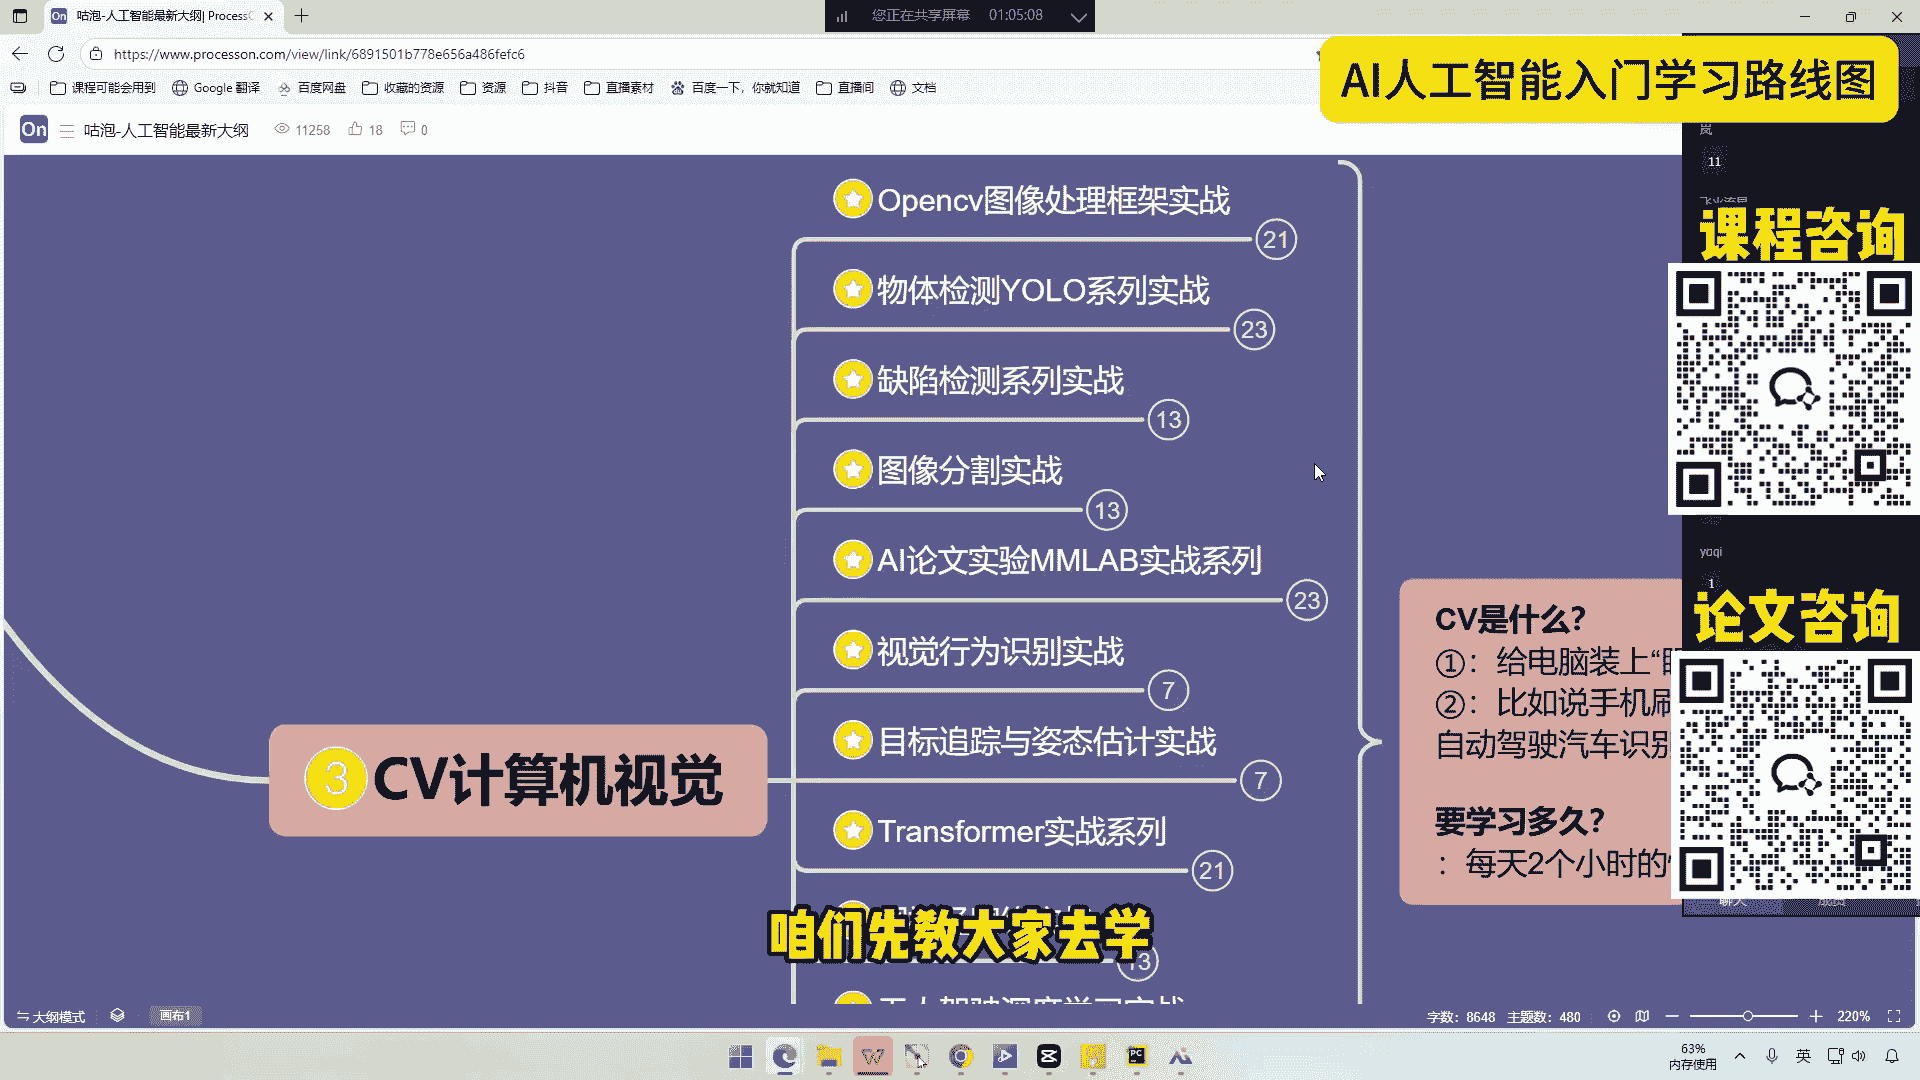 咕泡-人工智能最新大纲| ProcessO
您正在共享屏幕 01:05:08
https://www.processon.com/view/link/6891501b778e656a486fefc6
课程可能会用到 Google 翻译 百度网盘 收藏的资源 资源 抖音 直播素材 百度一下，你就知道 直播间 文档
AI人工智能入门学习路线图
On 咕泡-人工智能最新大纲 11258 18 0
岚
11
课程咨询
Opencv图像处理框架实战
21
物体检测YOLO系列实战
23
缺陷检测系列实战
13
图像分割实战
13
AI论文实验MMLAB实战系列
23
视觉行为识别实战
7
目标追踪与姿态估计实战
7
Transformer实战系列
21
13
③CV计算机视觉
CV是什么？
①：给电脑装上“
②：比如说手机刷
自动驾驶汽车识别
要学习多久？
：每天2个小时的
yoqi
1
论文咨询
聊天 成员
咱们先教大家去学
大纲模式 画布1
字数：8648 主题数：480 220%
63%
内存使用
英